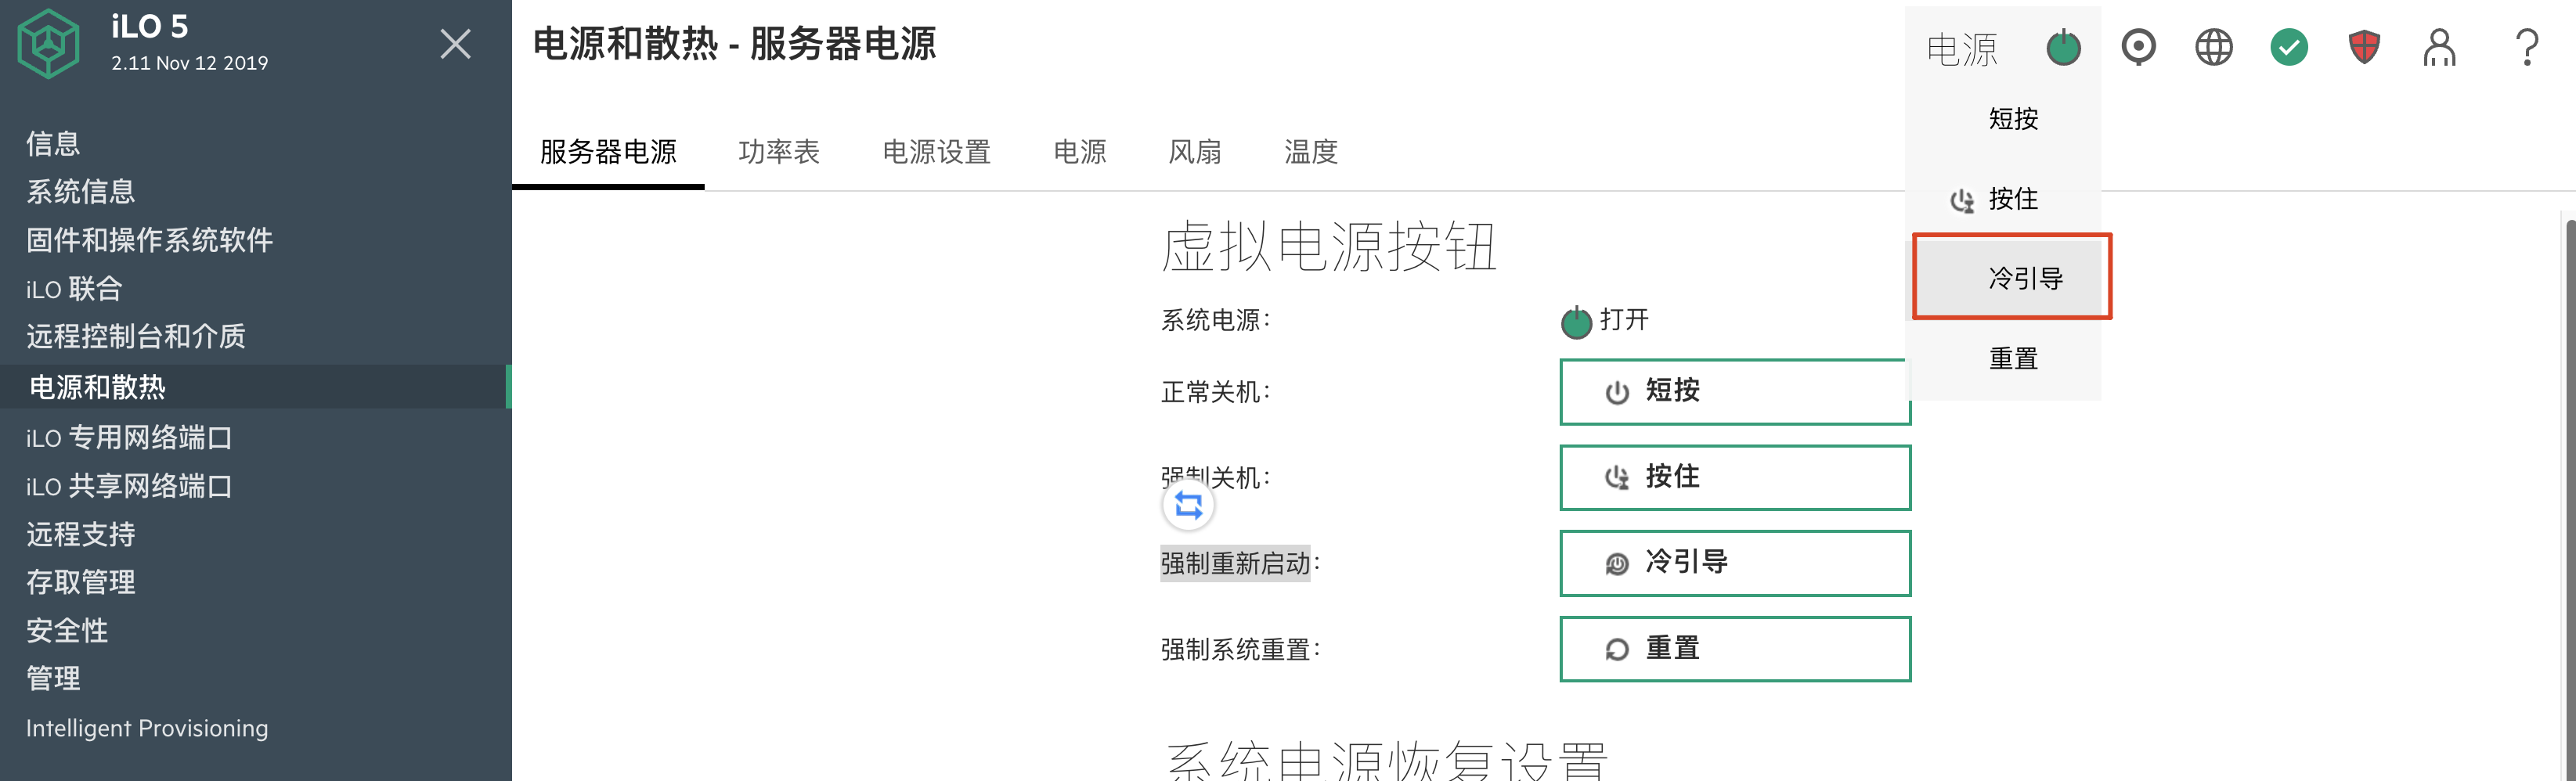 iLO 5
2.11 Nov 12 2019
信息
系统信息
固件和操作系统软件
iLO 联合
远程控制台和介质
电源和散热
iLO 专用网络端口
iLO 共享网络端口
远程支持
存取管理
安全性
管理
Intelligent Provisioning
电源和散热 - 服务器电源
服务器电源 功率表 电源设置 电源 风扇 温度
电源
短按
按住
冷引导
重置
虚拟电源按钮
系统电源: 打开
正常关机: 短按
强制关机: 按住
强制重新启动: 冷引导
强制系统重置: 重置
系统电源恢复设置